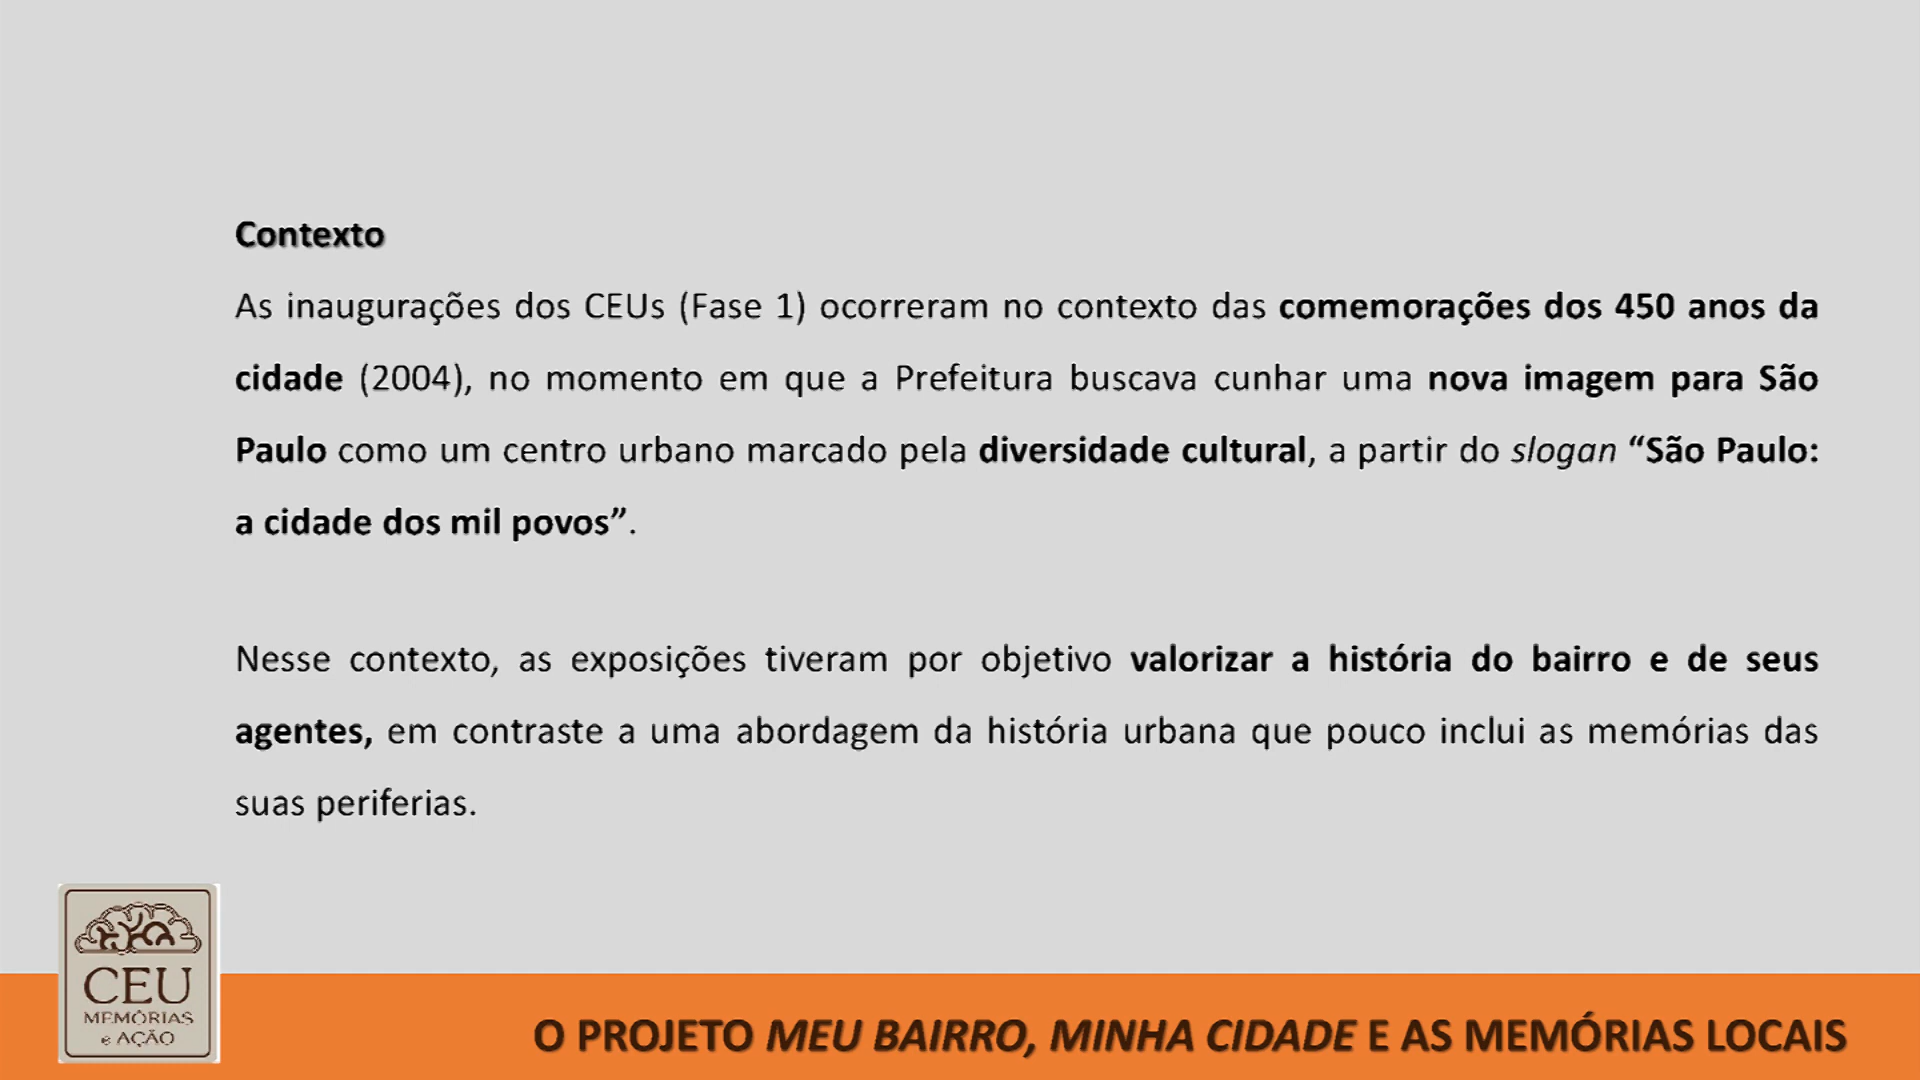 Contexto
As inaugurações dos CEUs (Fase 1) ocorreram no contexto das comemorações dos 450 anos da
cidade (2004), no momento em que a Prefeitura buscava cunhar uma nova imagem para São
Paulo como um centro urbano marcado pela diversidade cultural, a partir do slogan “São Paulo:
a cidade dos mil povos”.
Nesse contexto, as exposições tiveram por objetivo valorizar a história do bairro e de seus
agentes, em contraste a uma abordagem da história urbana que pouco inclui as memórias das
suas periferias.
CEU
MEMÓRIAS
e AÇÃO
O PROJETO MEU BAIRRO, MINHA CIDADE E AS MEMÓRIAS LOCAIS